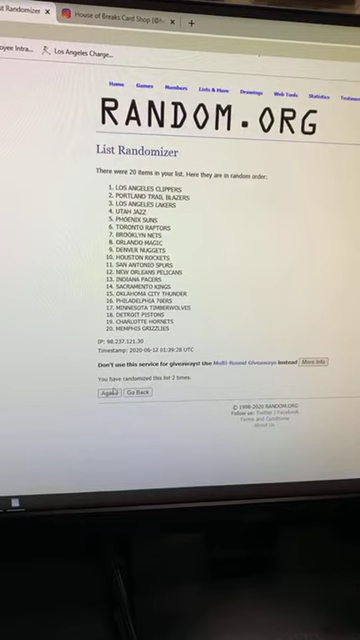 st Randomizer × House of Breaks Card Shop (@h × +
oyee Intra... Los Angeles Charge...
Home Games Numbers Lists & More Drawings Web Tools Statistics Testimo
RANDOM.ORG
List Randomizer
There were 20 items in your list. Here they are in random order:
1. LOS ANGELES CLIPPERS
2. PORTLAND TRAIL BLAZERS
3. LOS ANGELES LAKERS
4. UTAH JAZZ
5. PHOENIX SUNS
6. TORONTO RAPTORS
7. BROOKLYN NETS
8. ORLANDO MAGIC
9. DENVER NUGGETS
10. HOUSTON ROCKETS
11. SAN ANTONIO SPURS
12. NEW ORLEANS PELICANS
13. INDIANA PACERS
14. SACRAMENTO KINGS
15. OKLAHOMA CITY THUNDER
16. PHILADELPHIA 76ERS
17. MINNESOTA TIMBERWOLVES
18. DETROIT PISTONS
19. CHARLOTTE HORNETS
20. MEMPHIS GRIZZLIES
IP: 98.237.121.30
Timestamp: 2020-06-12 01:39:28 UTC
Don't use this service for giveaways! Use Multi-Round Giveaways instead More Info
You have randomized this list 2 times.
Again Go Back
© 1998-2020 RANDOM.ORG
Follow us: Twitter | Facebook
Terms and Conditions
About Us